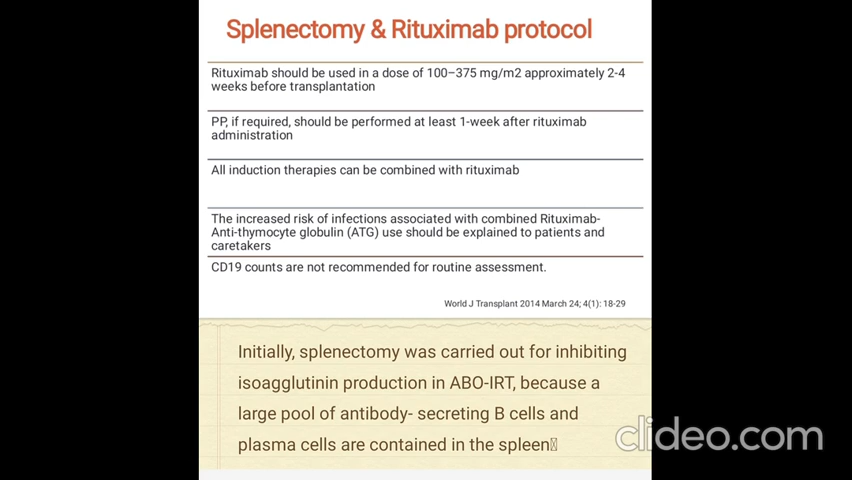 Splenectomy & Rituximab protocol
Rituximab should be used in a dose of 100–375 mg/m2 approximately 2-4
weeks before transplantation
PP, if required, should be performed at least 1-week after rituximab
administration
All induction therapies can be combined with rituximab
The increased risk of infections associated with combined Rituximab-
Anti-thymocyte globulin (ATG) use should be explained to patients and
caretakers
CD19 counts are not recommended for routine assessment.
World J Transplant 2014 March 24; 4(1): 18-29
Initially, splenectomy was carried out for inhibiting
isoagglutinin production in ABO-IRT, because a
large pool of antibody- secreting B cells and
plasma cells are contained in the spleen
clideo.com